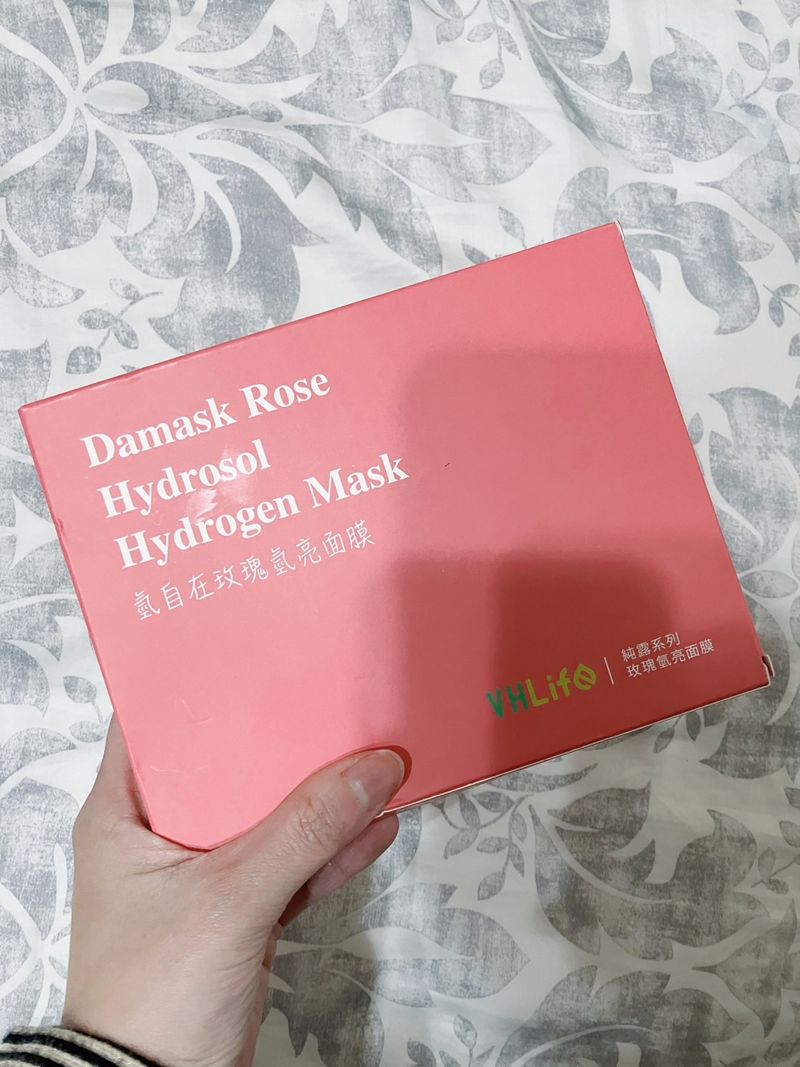 Damask Rose
Hydrosol
Hydrogen Mask
氫自在玫瑰氫亮面膜
VHLife
純露系列
玫瑰氫亮面膜